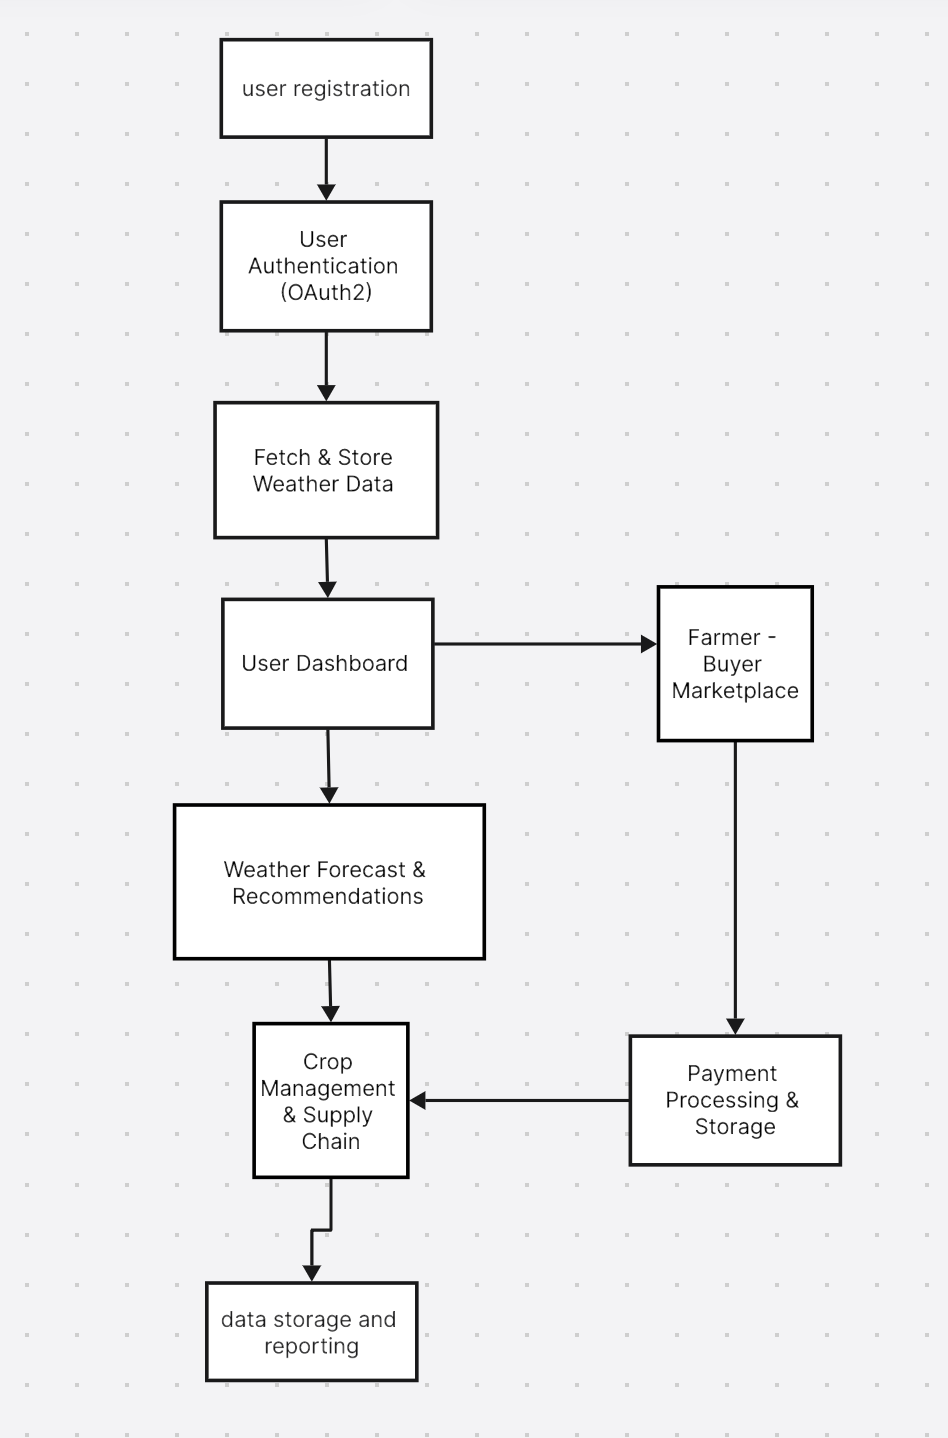 user registration
User
Authentication
(OAuth2)
Fetch & Store
Weather Data
User Dashboard
Farmer -
Buyer
Marketplace
Weather Forecast &
Recommendations
Crop
Management
& Supply
Chain
Payment
Processing &
Storage
data storage and
reporting